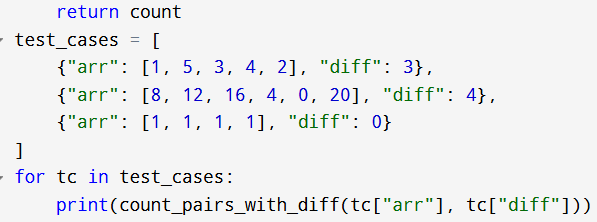 return count
test_cases = [
{"arr": [1, 5, 3, 4, 2], "diff": 3},
{"arr": [8, 12, 16, 4, 0, 20], "diff": 4},
{"arr": [1, 1, 1, 1], "diff": 0}
]
for tc in test_cases:
print(count_pairs_with_diff(tc["arr"], tc["diff"]))